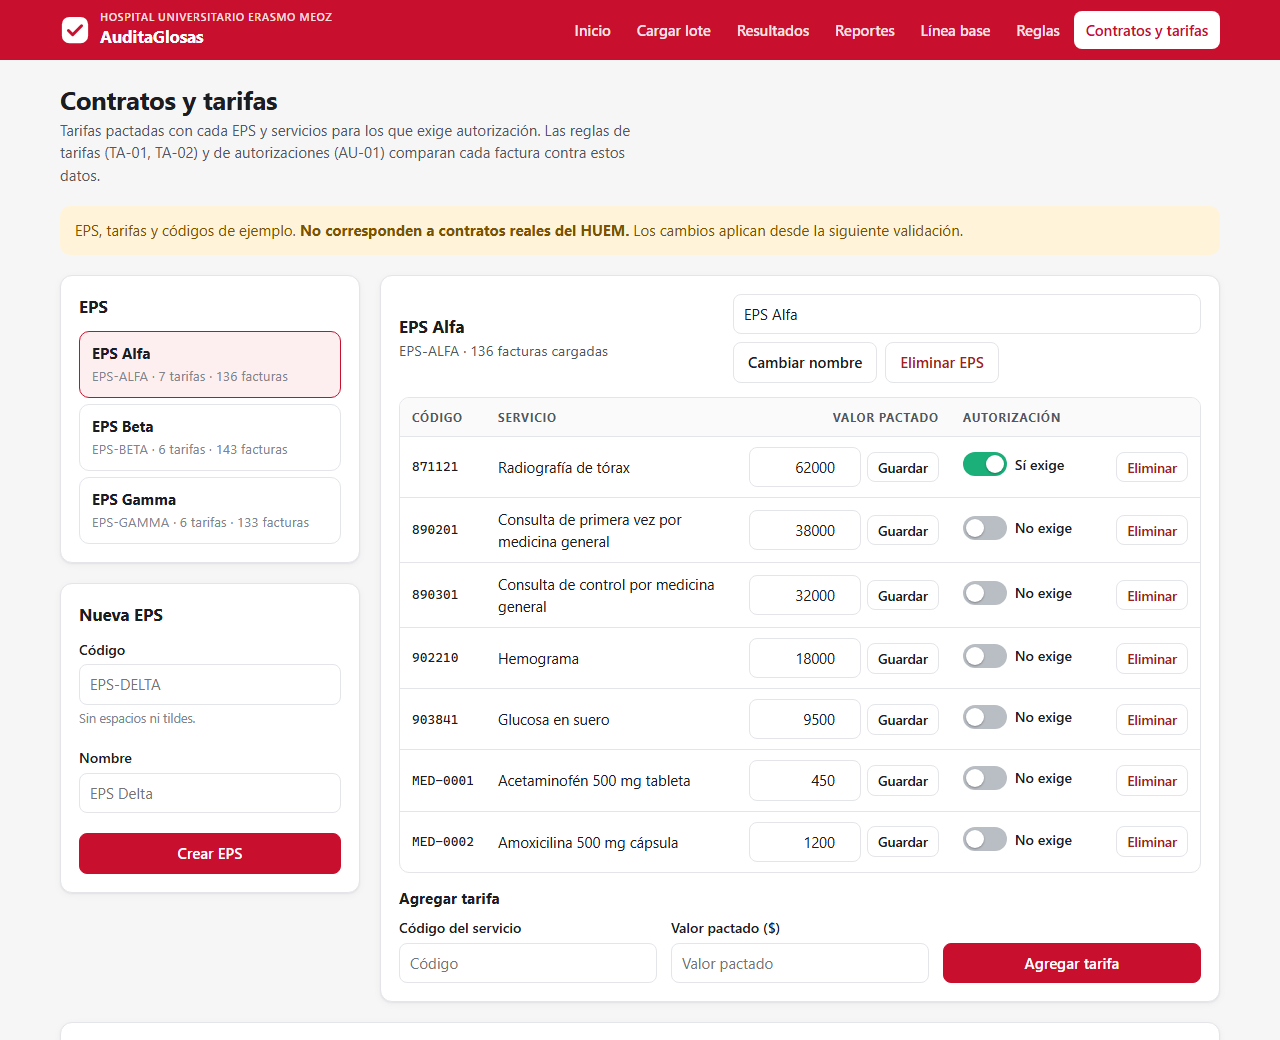 HOSPITAL UNIVERSITARIO ERASMO MEOZ
AuditaGlosas
Inicio
Cargar lote
Resultados
Reportes
Línea base
Reglas
Contratos y tarifas
Contratos y tarifas
Tarifas pactadas con cada EPS y servicios para los que exige autorización. Las reglas de
tarifas (TA-01, TA-02) y de autorizaciones (AU-01) comparan cada factura contra estos
datos.
EPS, tarifas y códigos de ejemplo. No corresponden a contratos reales del HUEM. Los cambios aplican desde la siguiente validación.
EPS
EPS Alfa
EPS-ALFA · 7 tarifas · 136 facturas
EPS Beta
EPS-BETA · 6 tarifas · 143 facturas
EPS Gamma
EPS-GAMMA · 6 tarifas · 133 facturas
Nueva EPS
Código
EPS-DELTA
Sin espacios ni tildes.
Nombre
EPS Delta
Crear EPS
EPS Alfa
EPS-ALFA · 136 facturas cargadas
EPS Alfa
Cambiar nombre
Eliminar EPS
CÓDIGO SERVICIO VALOR PACTADO AUTORIZACIÓN
871121 Radiografía de tórax 62000 Guardar Sí exige Eliminar
890201 Consulta de primera vez por
medicina general 38000 Guardar No exige Eliminar
890301 Consulta de control por medicina
general 32000 Guardar No exige Eliminar
902210 Hemograma 18000 Guardar No exige Eliminar
903841 Glucosa en suero 9500 Guardar No exige Eliminar
MED-0001 Acetaminofén 500 mg tableta 450 Guardar No exige Eliminar
MED-0002 Amoxicilina 500 mg cápsula 1200 Guardar No exige Eliminar
Agregar tarifa
Código del servicio
Código
Valor pactado ($)
Valor pactado
Agregar tarifa